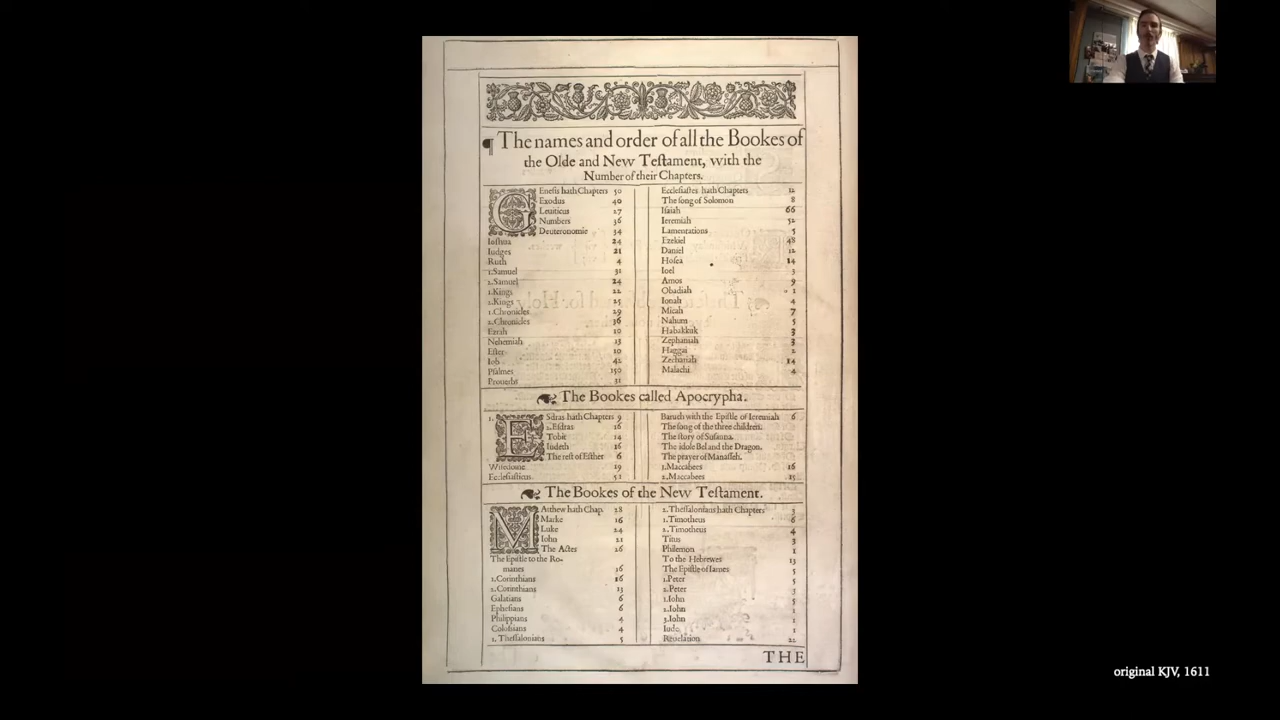 ¶ The names and order of all the Bookes of
the Olde and New Testament, with the
Number of their Chapters.
GEnesis hath Chapters 50
Exodus 40
Leuiticus 27
Numbers 36
Deuteronomie 34
Ioshua 24
Iudges 21
Ruth 4
1.Samuel 31
2.Samuel 24
1.Kings 22
2.Kings 25
1.Chronicles 29
2.Chronicles 36
Ezrah 10
Nehemiah 13
Ester 10
Iob 42
Psalmes 150
Prouerbs 31
Ecclesiastes hath Chapters 12
The song of Solomon 8
Isaiah 66
Ieremiah 52
Lamentations 5
Ezekiel 48
Daniel 12
Hosea 14
Ioel 3
Amos 9
Obadiah 1
Ionah 4
Micah 7
Nahum 5
Habakkuk 3
Zephaniah 3
Haggai 2
Zechariah 14
Malachi 4
The Bookes called Apocrypha.
1. ESdras hath Chapters 9
2.Esdras 16
Tobit 14
Iudeth 16
The rest of Esther 6
Wisedome 19
Ecclesiasticus. 51
Baruch with the Epistle of Ieremiah 6
The song of the three children.
The story of Susanna.
The idole Bel and the Dragon.
The prayer of Manasseh.
1.Maccabees 16
2.Maccabees 15
The Bookes of the New Testament.
MAtthew hath Chap. 28
Marke 16
Luke 24
Iohn 21
The Actes 28
The Epistle to the Ro-
manes 16
1.Corinthians 16
2.Corinthians 13
Galatians 6
Ephesians 6
Philippians 4
Colossians 4
1. Thessalonians 5
2.Thessalonians hath Chapters 3
1.Timotheus 6
2.Timotheus 4
Titus 3
Philemon 1
To the Hebrewes 13
The Epistle of Iames 5
1.Peter 5
2.Peter 3
1.Iohn 5
2.Iohn 1
3.Iohn 1
Iude 1
Reuelation 22
THE
original KJV, 1611